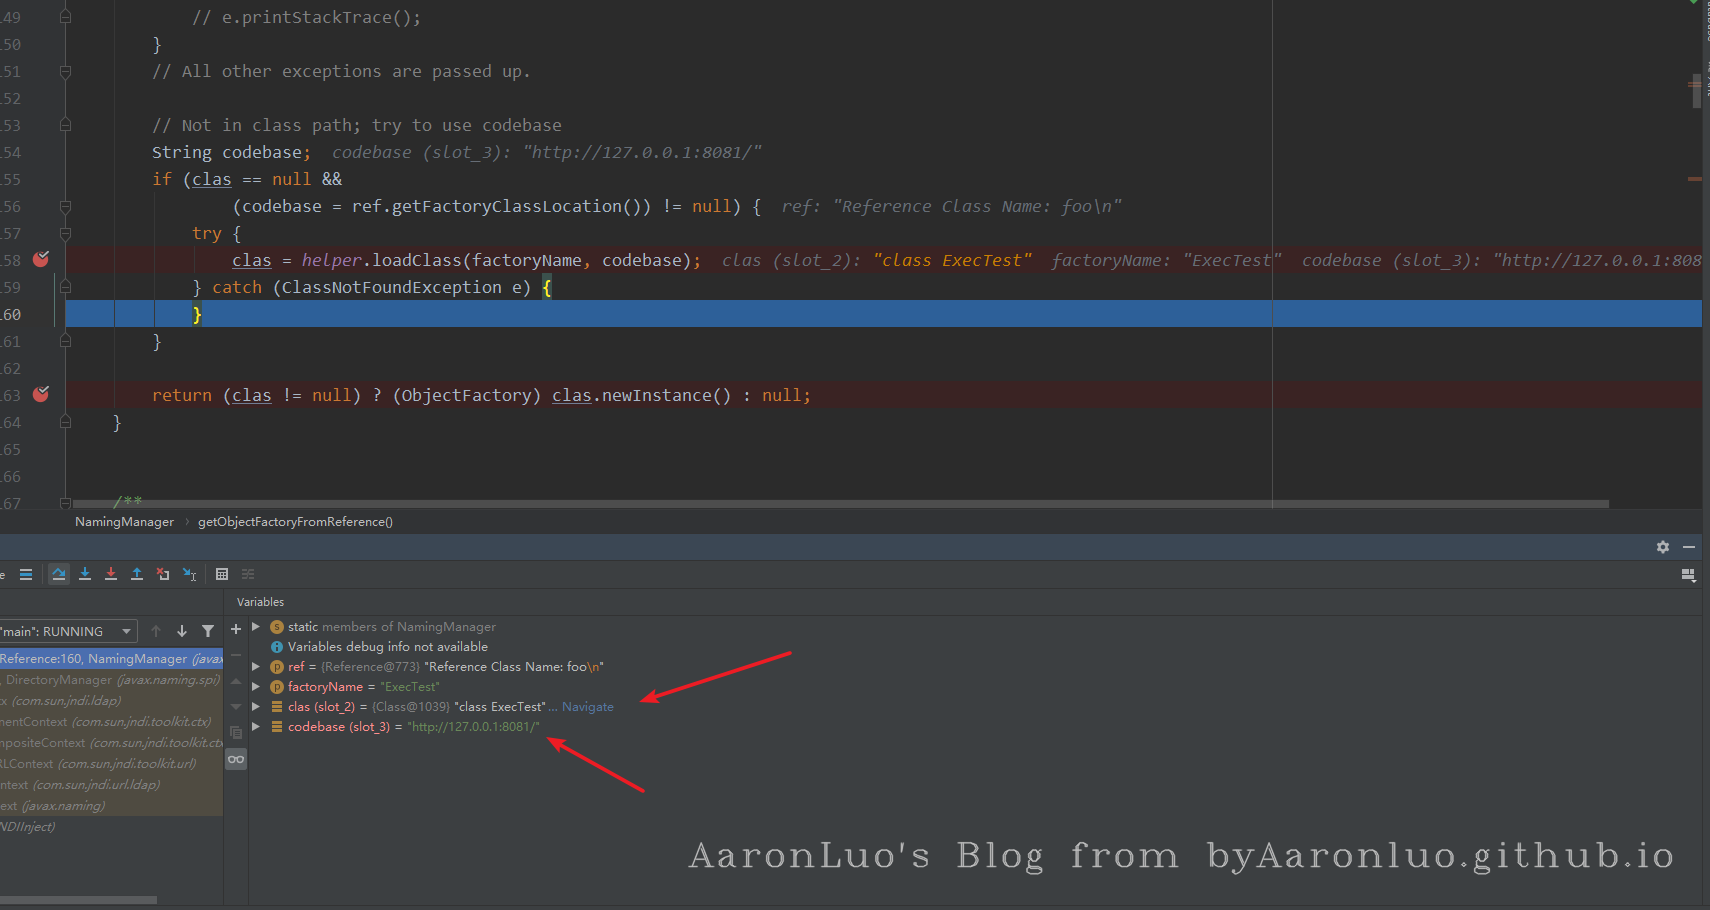 49 // e.printStackTrace();
50 }
51 // All other exceptions are passed up.
52
53 // Not in class path; try to use codebase
54 String codebase; codebase (slot_3): "http://127.0.0.1:8081/"
55 if (clas == null &&
56 (codebase = ref.getFactoryClassLocation()) != null) { ref: "Reference Class Name: foo\n"
57 try {
58 clas = helper.loadClass(factoryName, codebase); clas (slot_2): "class ExecTest" factoryName: "ExecTest" codebase (slot_3): "http://127.0.0.1:808
59 } catch (ClassNotFoundException e) {
160 }
61 }
162
63 return (clas != null) ? (ObjectFactory) clas.newInstance() : null;
64 }
65
66
67 /**
NamingManager › getObjectFactoryFromReference()
e
Variables
"main": RUNNING
static members of NamingManager
Variables debug info not available
Reference:160, NamingManager (javax
ref = {Reference@773} "Reference Class Name: foo\n"
, DirectoryManager (javax.naming.spi)
factoryName = "ExecTest"
tx (com.sun.jndi.ldap)
clas (slot_2) = {Class@1039} "class ExecTest"... Navigate
nentContext (com.sun.jndi.toolkit.ctx)
codebase (slot_3) = "http://127.0.0.1:8081/"
mpositeContext (com.sun.jndi.toolkit.ctx
RLContext (com.sun.jndi.toolkit.url)
ntext (com.sun.jndi.url.ldap)
ext (javax.naming)
NDIInject)
AaronLuo's Blog from byAaronluo.github.io